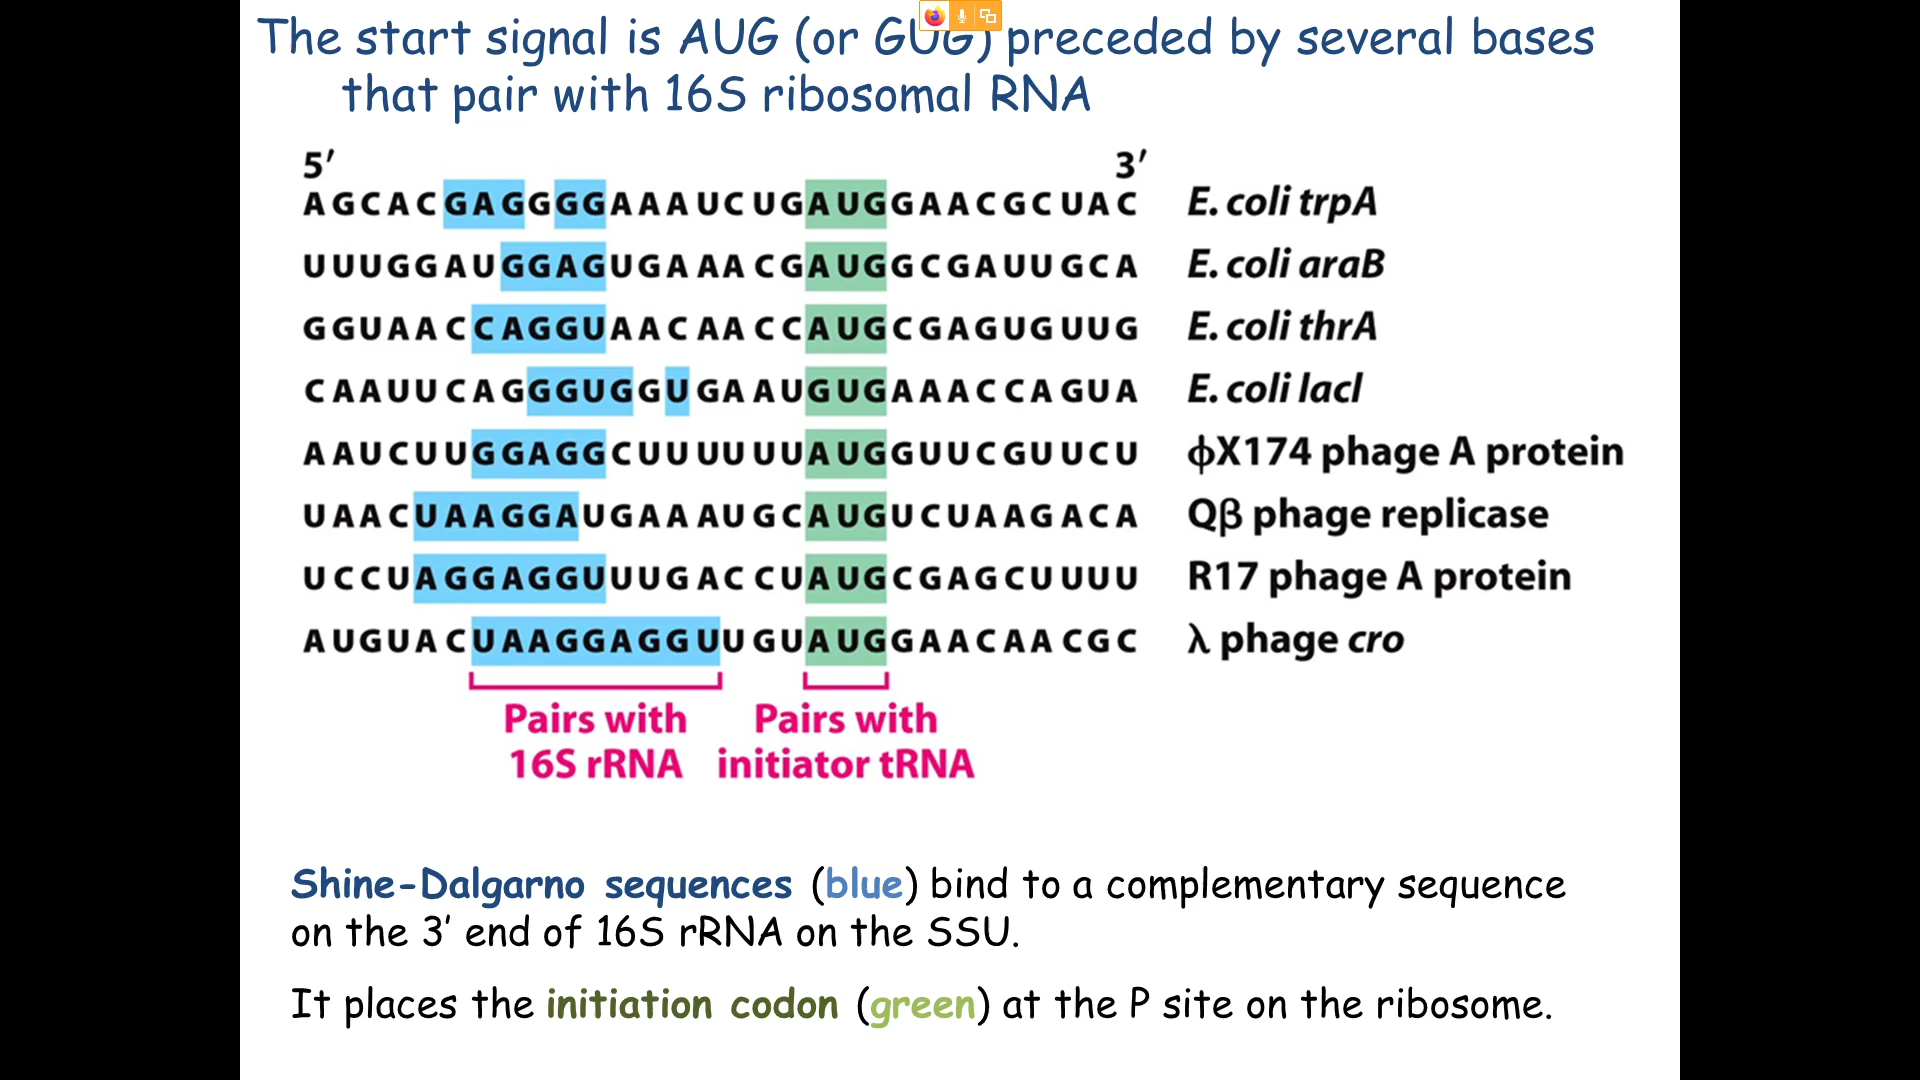 The start signal is AUG (or GUG) preceded by several bases
that pair with 16S ribosomal RNA
5′ 3′
AGCACGAGGGGAAAUCUGAUGGAACGCUAC E. coli trpA
UUUGGAUGGAGUGAAACGAUGGCGAUUGCA E. coli araB
GGUAACCAGGUAACAACCAUGCGAGUGUUG E. coli thrA
CAAUUCAGGGUGGUGAAUGUGAAACCAGUA E. coli lacI
AAUCUUGGAGGCUUUUUUAUGGUUCGUUCU ϕX174 phage A protein
UAACUAAGGAUGAAAUGCAUGUCUAAGACA Qβ phage replicase
UCCUAGGAGGUUUGACCUAUGCGAGCUUUU R17 phage A protein
AUGUACUAAGGAGGUUGUAUGGAACAACGC λ phage cro
Pairs with Pairs with
16S rRNA initiator tRNA
Shine-Dalgarno sequences (blue) bind to a complementary sequence
on the 3′ end of 16S rRNA on the SSU.
It places the initiation codon (green) at the P site on the ribosome.